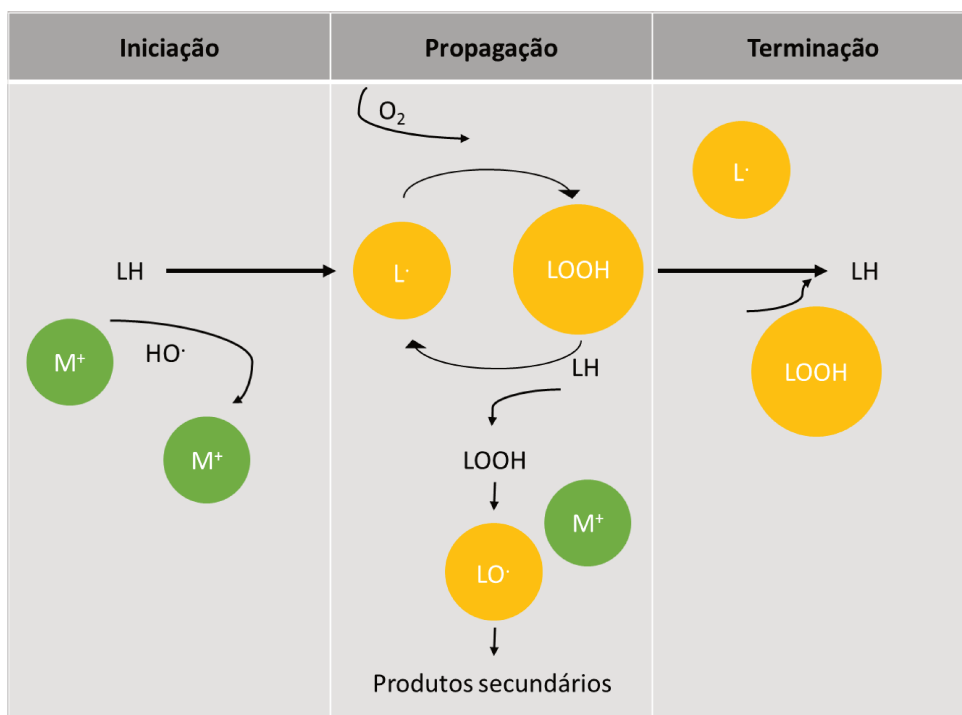 Iniciação
Propagação
Terminação
O₂
L·
LH
L·
LOOH
LH
M⁺
HO·
LH
LOOH
M⁺
LOOH
M⁺
LO·
Produtos secundários